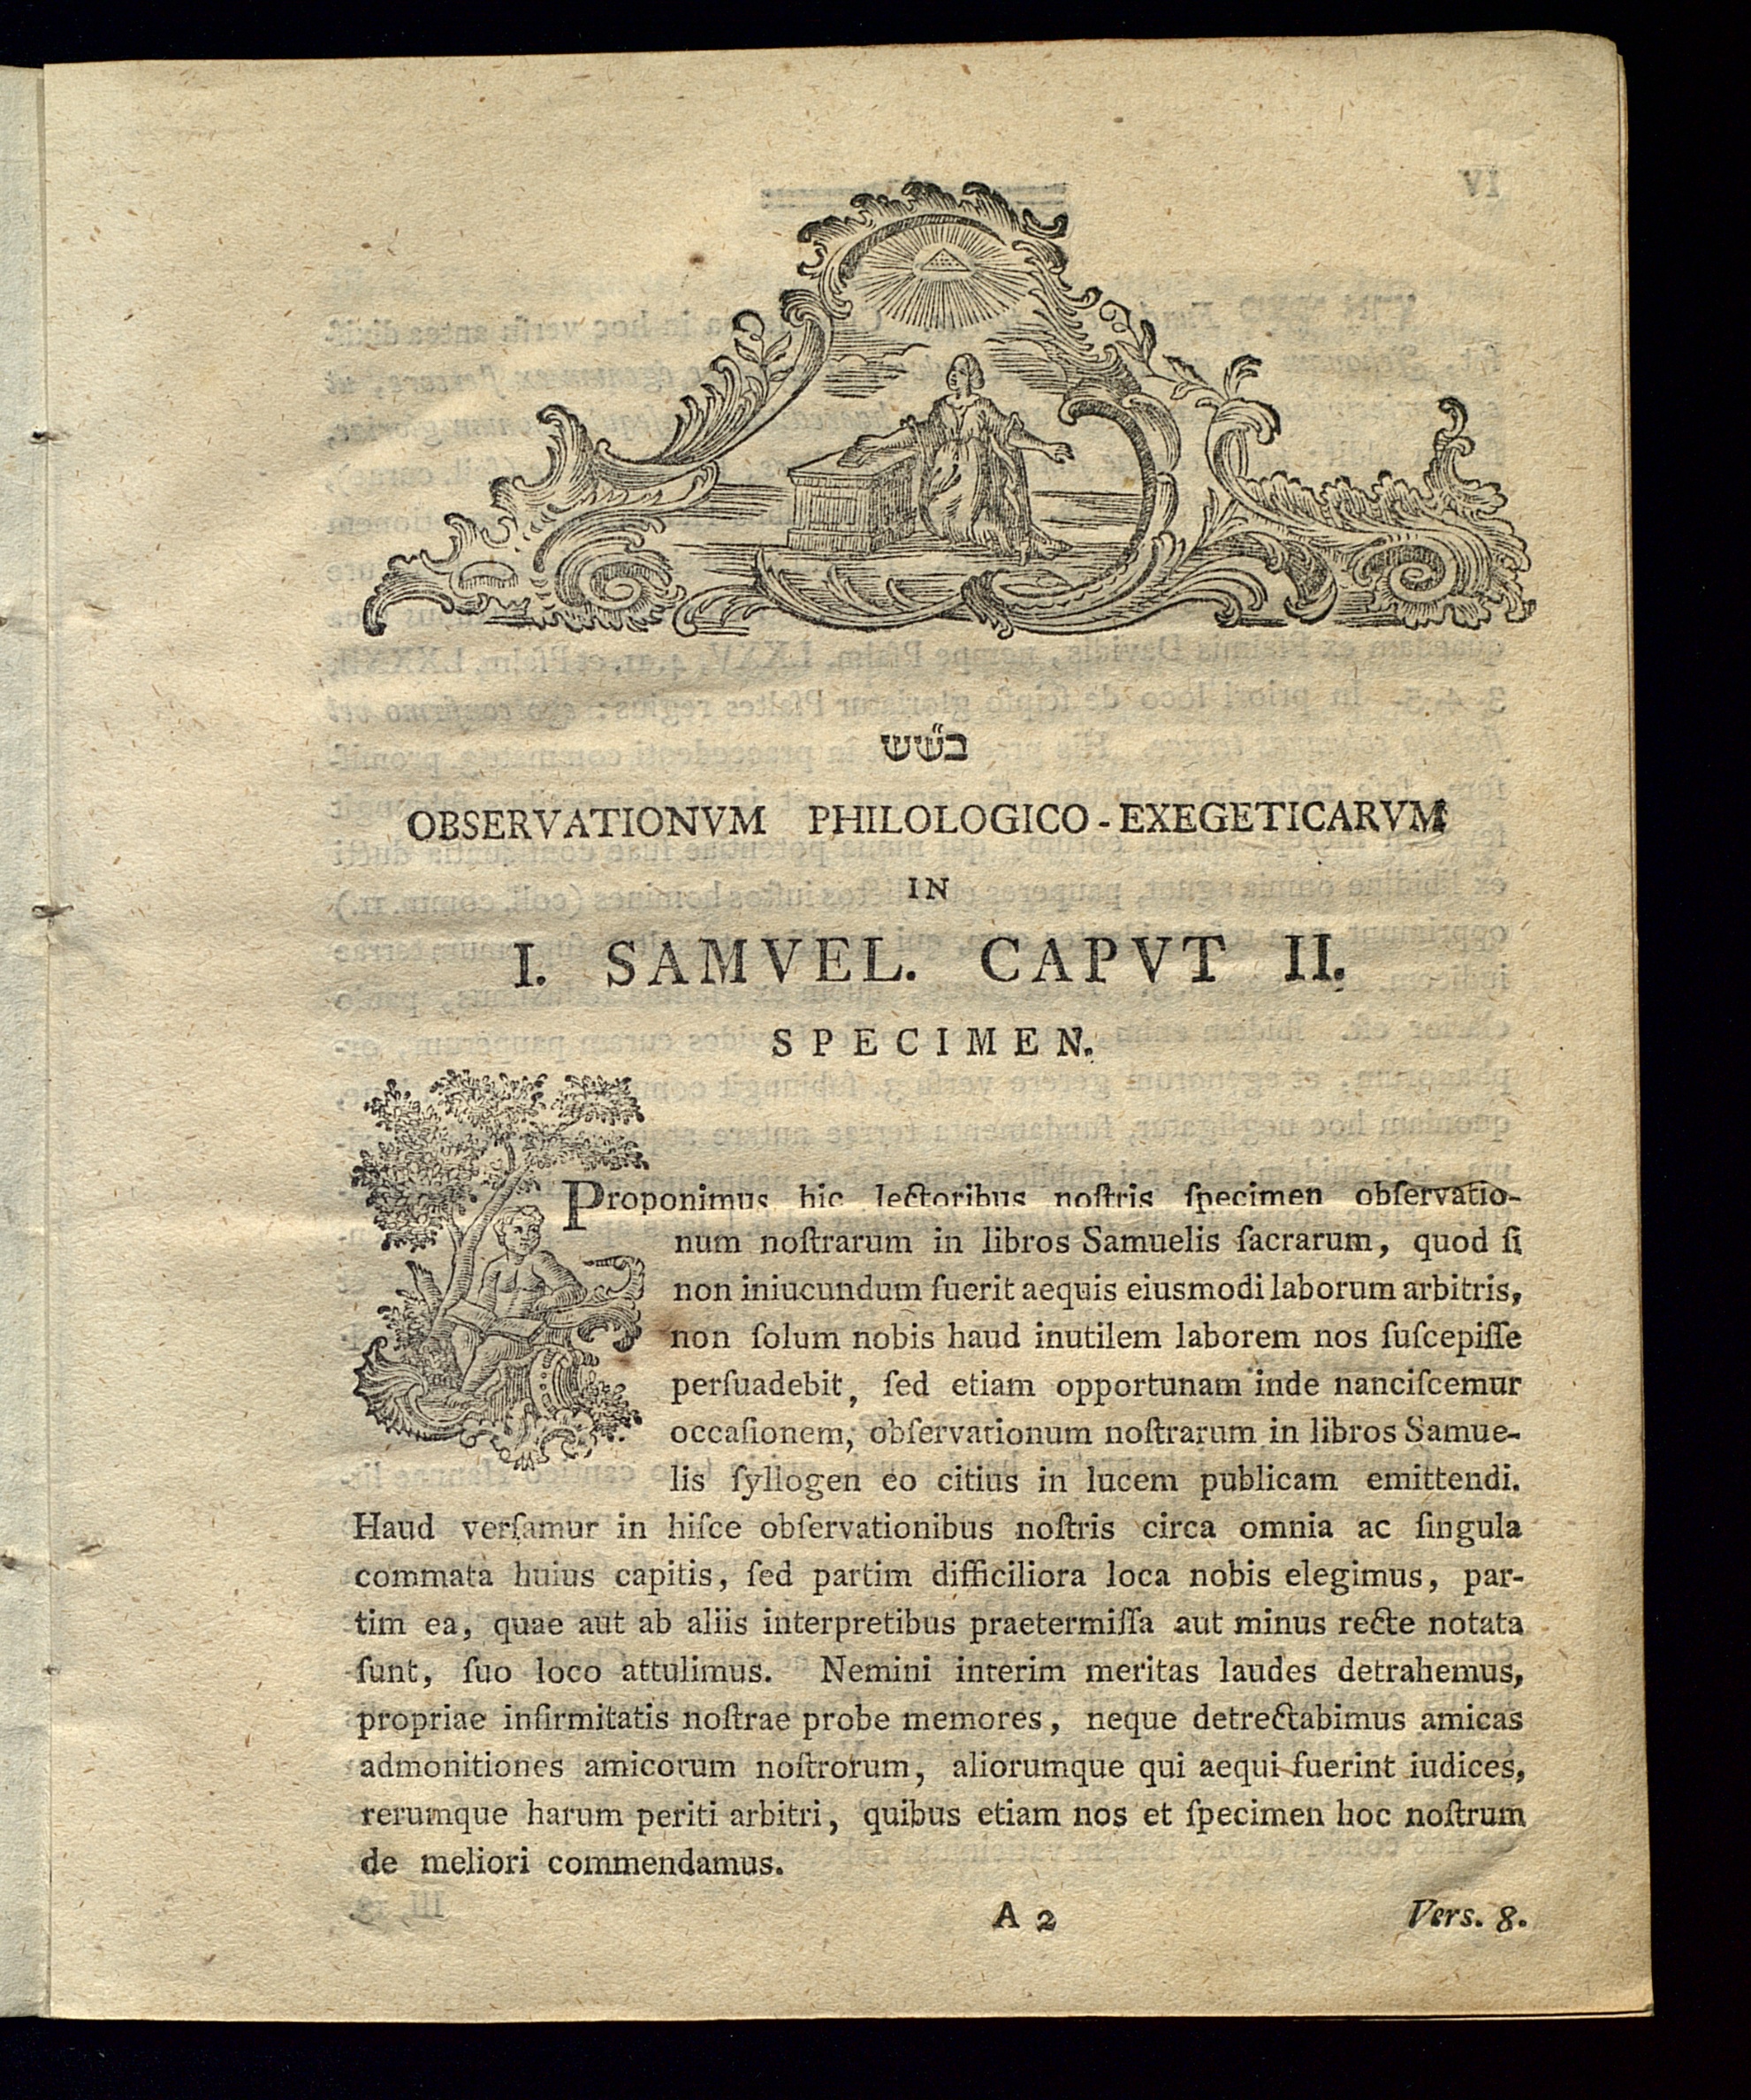 בש״יש
OBSERVATIONVM PHILOLOGICO-EXEGETICARVM
IN
I. SAMVEL. CAPVT II.
SPECIMEN.
Proponimus hic lectoribus noſtris ſpecimen obſervatio-
num noſtrarum in libros Samuelis ſacrarum, quod ſi
non iniucundum fuerit aequis eiusmodi laborum arbitris,
non ſolum nobis haud inutilem laborem nos ſuſcepiſſe
perſuadebit, ſed etiam opportunam inde nanciſcemur
occaſionem, obſervationum noſtrarum in libros Samue-
lis ſyllogen eo citius in lucem publicam emittendi.
Haud verſamur in hiſce obſervationibus noſtris circa omnia ac ſingula
commata huius capitis, ſed partim difficiliora loca nobis elegimus, par-
tim ea, quae aut ab aliis interpretibus praetermiſſa aut minus recte notata
ſunt, ſuo loco attulimus. Nemini interim meritas laudes detrahemus,
propriae infirmitatis noſtrae probe memores, neque detrectabimus amicas
admonitiones amicorum noſtrorum, aliorumque qui aequi fuerint iudices,
rerumque harum periti arbitri, quibus etiam nos et ſpecimen hoc noſtrum
de meliori commendamus.
A 2 Vers. 8.